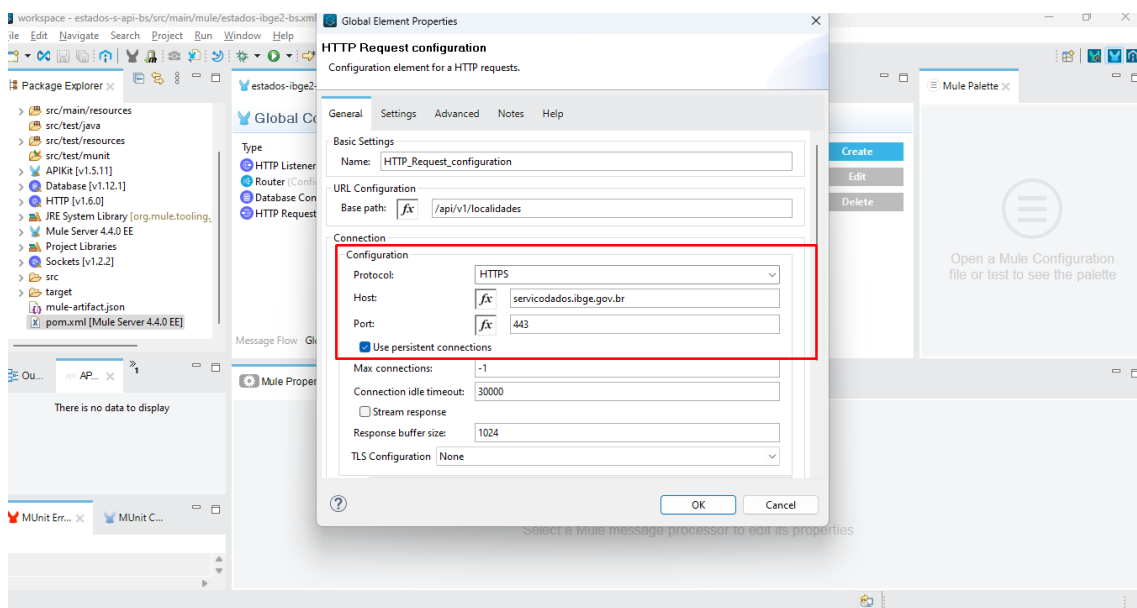 workspace - estados-s-api-bs/src/main/mule/estados-ibge2-bs.xml
Edit Navigate Search Project Run Window Help
Package Explorer
src/main/resources
src/test/java
src/test/resources
src/test/munit
APIKit [v1.5.11]
Database [v1.12.1]
HTTP [v1.6.0]
JRE System Library [org.mule.tooling.
Mule Server 4.4.0 EE
Project Libraries
Sockets [v1.2.2]
src
target
mule-artifact.json
pom.xml [Mule Server 4.4.0 EE]
Ou...
AP...
1
There is no data to display
MUnit Err...
MUnit C...
estados-ibge2-
Global Co
Type
HTTP Listener
Router (Confi
Database Con
HTTP Request
Message Flow
Mule Proper
Global Element Properties
HTTP Request configuration
Configuration element for a HTTP requests.
General Settings Advanced Notes Help
Basic Settings
Name: HTTP_Request_configuration
URL Configuration
Base path: fx /api/v1/localidades
Connection
Configuration
Protocol: HTTPS
Host: fx servicodados.ibge.gov.br
Port: fx 443
Use persistent connections
Max connections: -1
Connection idle timeout: 30000
Stream response
Response buffer size: 1024
TLS Configuration None
? OK Cancel
Select a Mule message processor to edit its properties
Create
Edit
Delete
Mule Palette
Open a Mule Configuration
file or test to see the palette